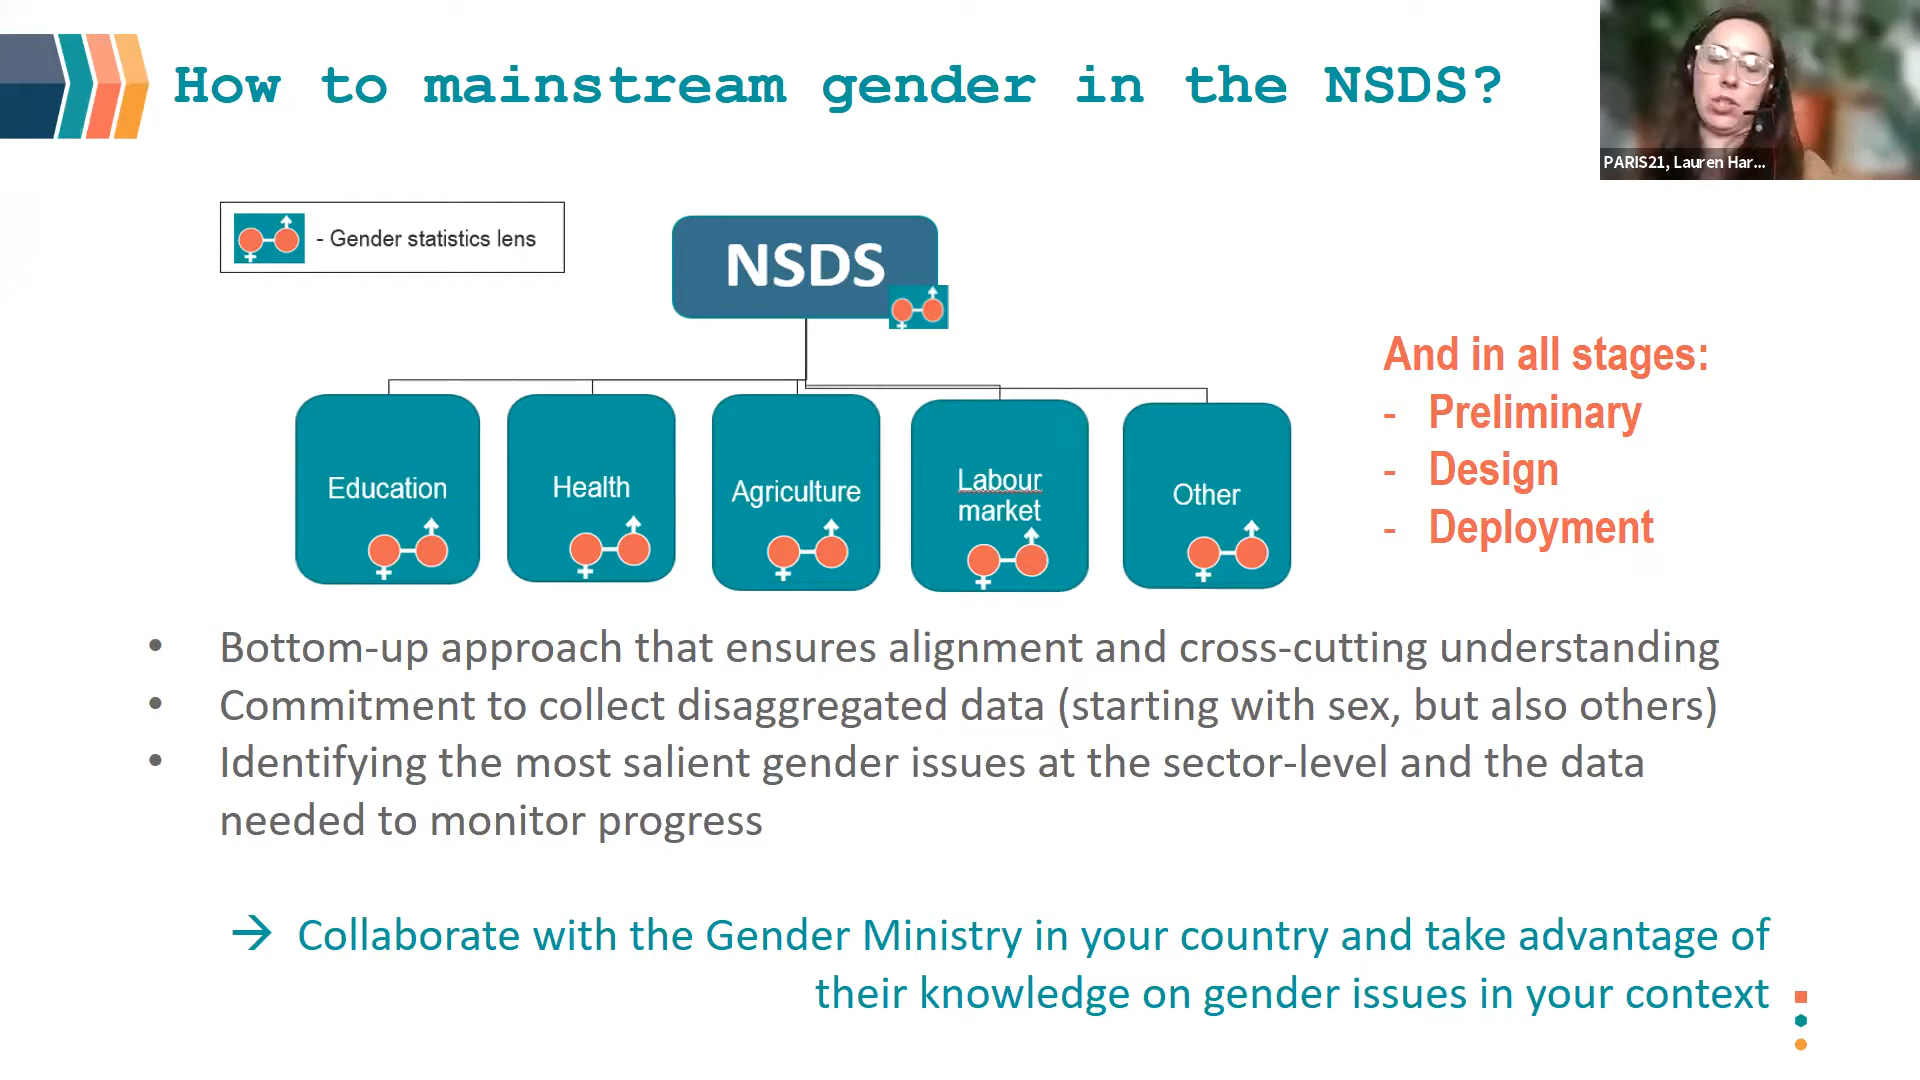 How to mainstream gender in the NSDS?
PARIS21, Lauren Har...
- Gender statistics lens
NSDS
Education
Health
Agriculture
Labour
market
Other
And in all stages:
- Preliminary
- Design
- Deployment
• Bottom-up approach that ensures alignment and cross-cutting understanding
• Commitment to collect disaggregated data (starting with sex, but also others)
• Identifying the most salient gender issues at the sector-level and the data
needed to monitor progress
→ Collaborate with the Gender Ministry in your country and take advantage of
their knowledge on gender issues in your context